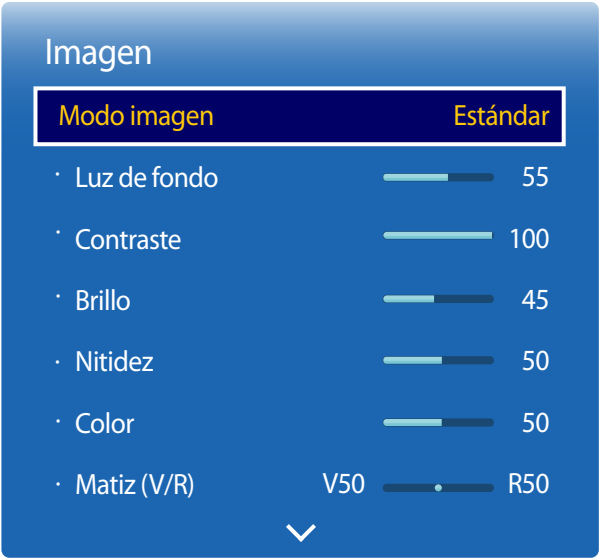 Imagen
Modo imagen Estándar
· Luz de fondo 55
· Contraste 100
· Brillo 45
· Nitidez 50
· Color 50
· Matiz (V/R) V50 R50